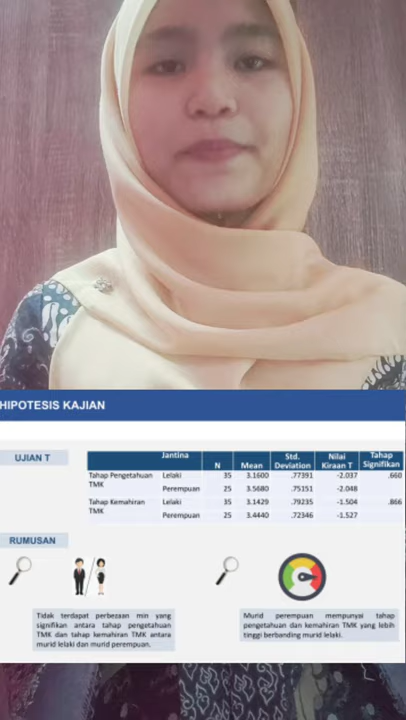 HIPOTESIS KAJIAN
UJIAN T
Jantina N Mean Std. Deviation Nilai Kiraan T Tahap Signifikan
Tahap Pengetahuan TMK Lelaki 35 3.1600 .77391 -2.037 .660
Perempuan 25 3.5680 .75151 -2.048
Tahap Kemahiran TMK Lelaki 35 3.1429 .79235 -1.504 .866
Perempuan 25 3.4440 .72346 -1.527
RUMUSAN
Tidak terdapat perbezaan min yang
signifikan antara tahap pengetahuan
TMK dan tahap kemahiran TMK antara
murid lelaki dan murid perempuan.
Murid perempuan mempunyai tahap
pengetahuan dan kemahiran TMK yang lebih
tinggi berbanding murid lelaki.